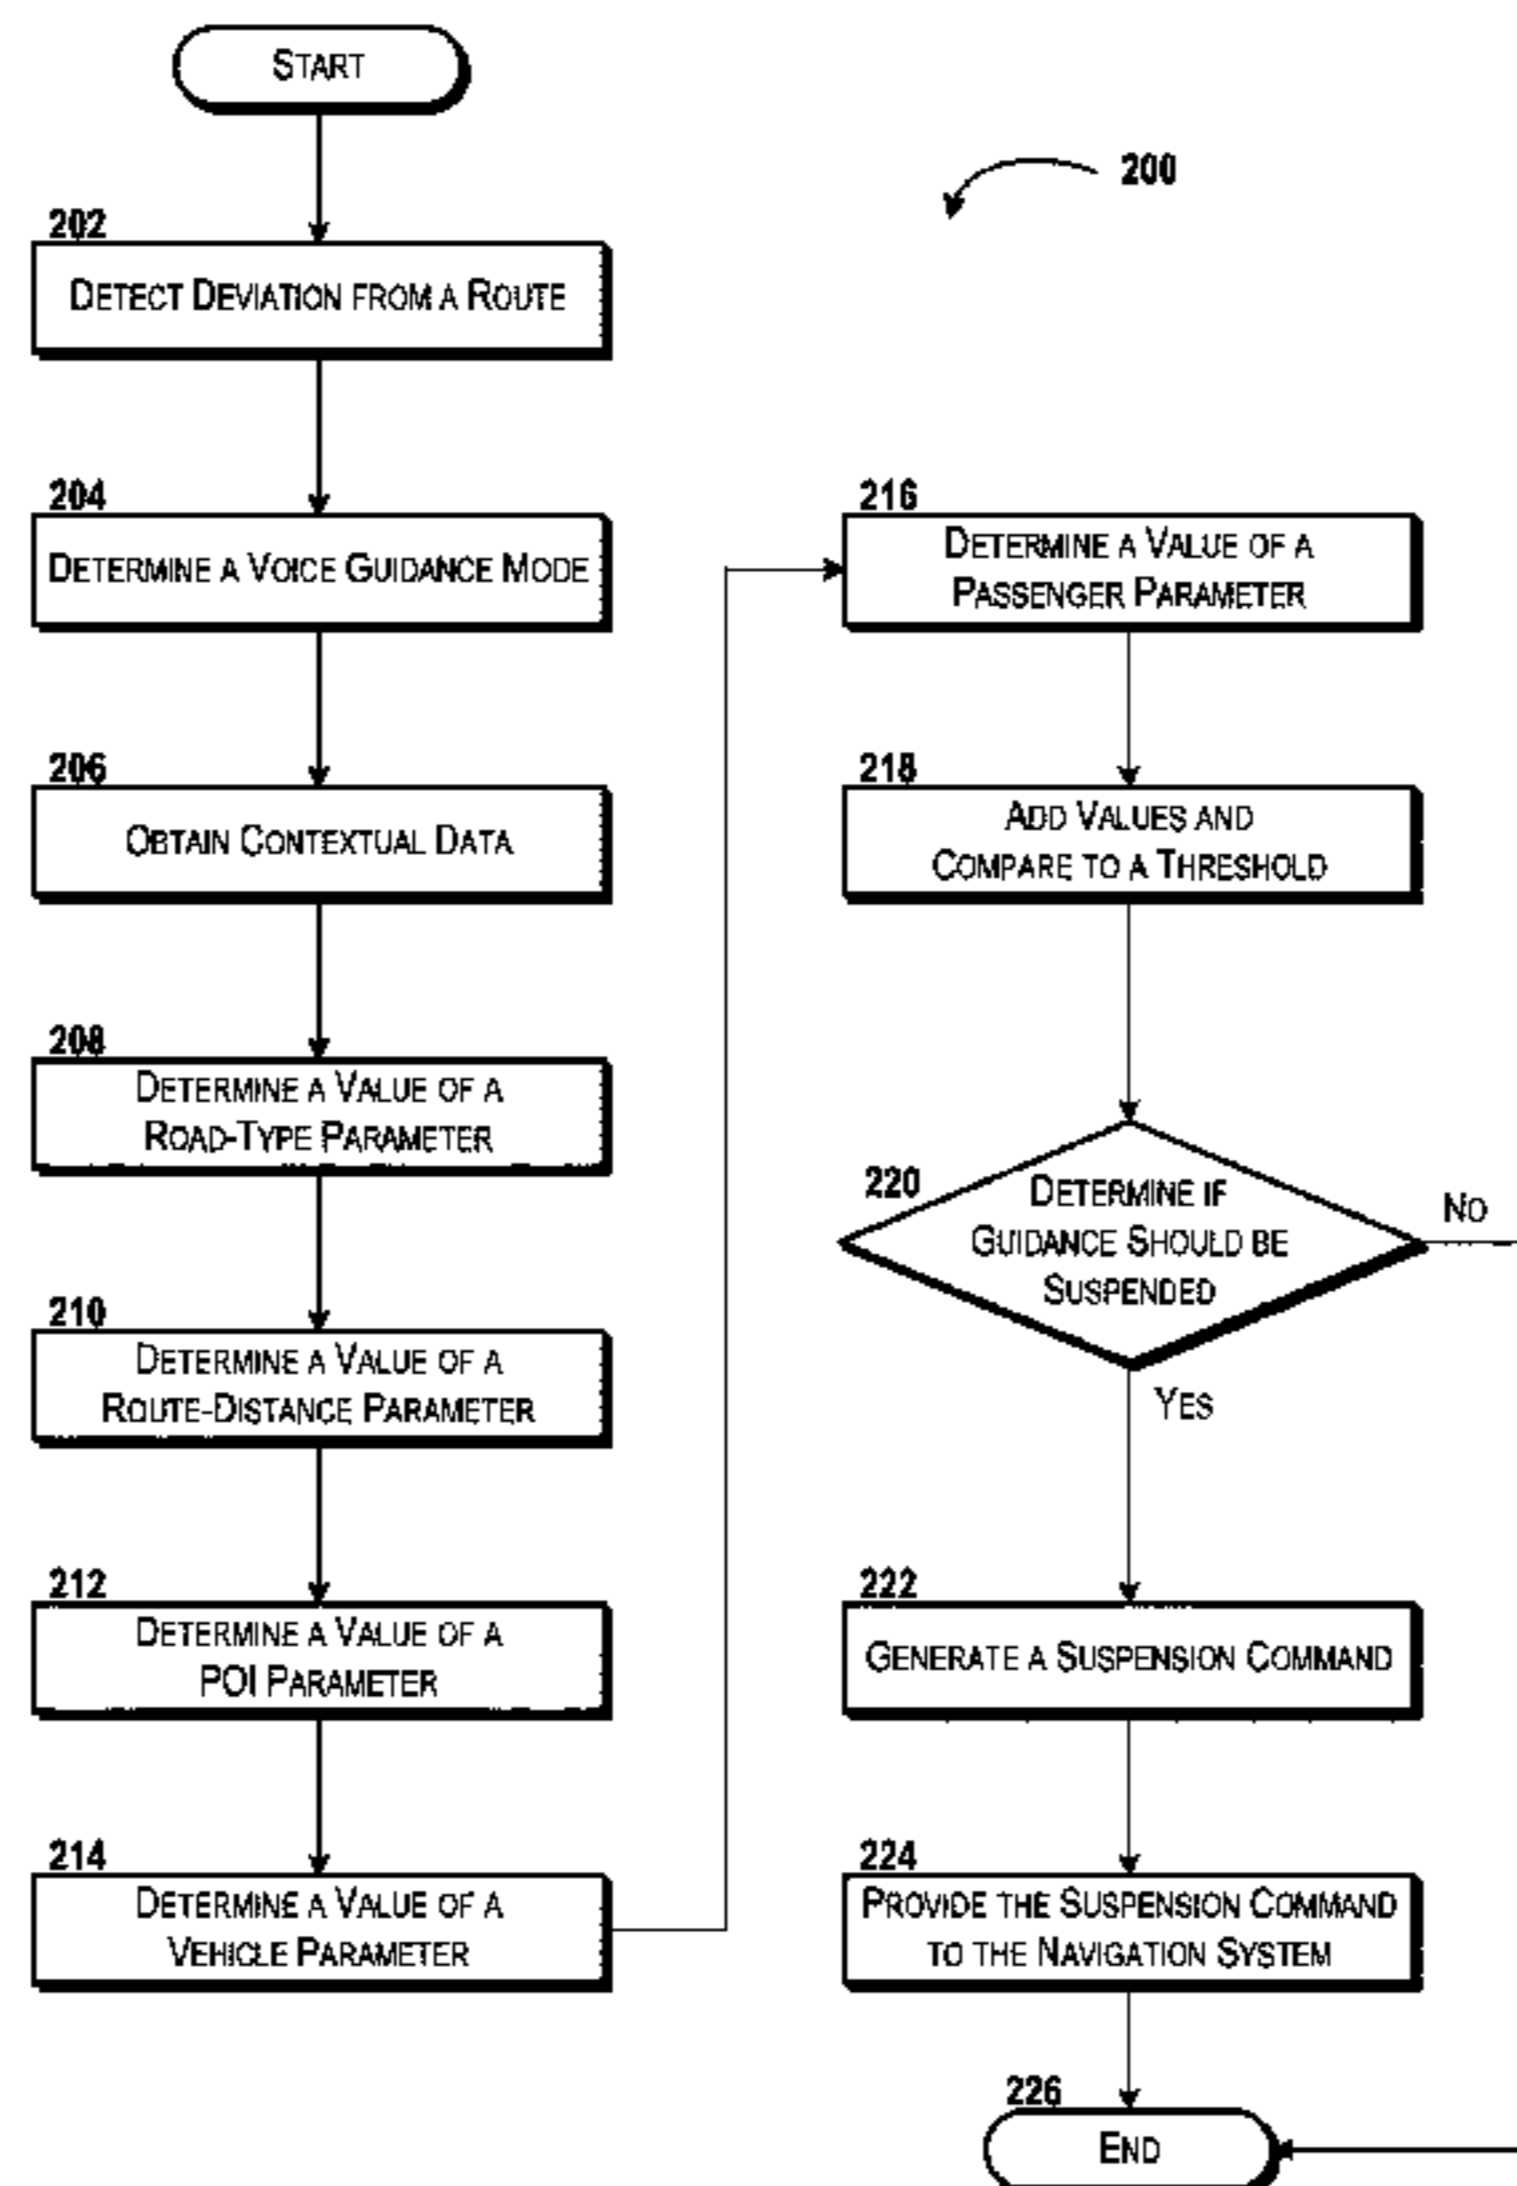 START
200
202
DETECT DEVIATION FROM A ROUTE
204
DETERMINE A VOICE GUIDANCE MODE
206
OBTAIN CONTEXTUAL DATA
208
DETERMINE A VALUE OF A
ROAD-TYPE PARAMETER
210
DETERMINE A VALUE OF A
ROUTE-DISTANCE PARAMETER
212
DETERMINE A VALUE OF A
POI PARAMETER
214
DETERMINE A VALUE OF A
VEHICLE PARAMETER
216
DETERMINE A VALUE OF A
PASSENGER PARAMETER
218
ADD VALUES AND
COMPARE TO A THRESHOLD
220
DETERMINE IF
GUIDANCE SHOULD BE
SUSPENDED
NO
YES
222
GENERATE A SUSPENSION COMMAND
224
PROVIDE THE SUSPENSION COMMAND
TO THE NAVIGATION SYSTEM
226
END